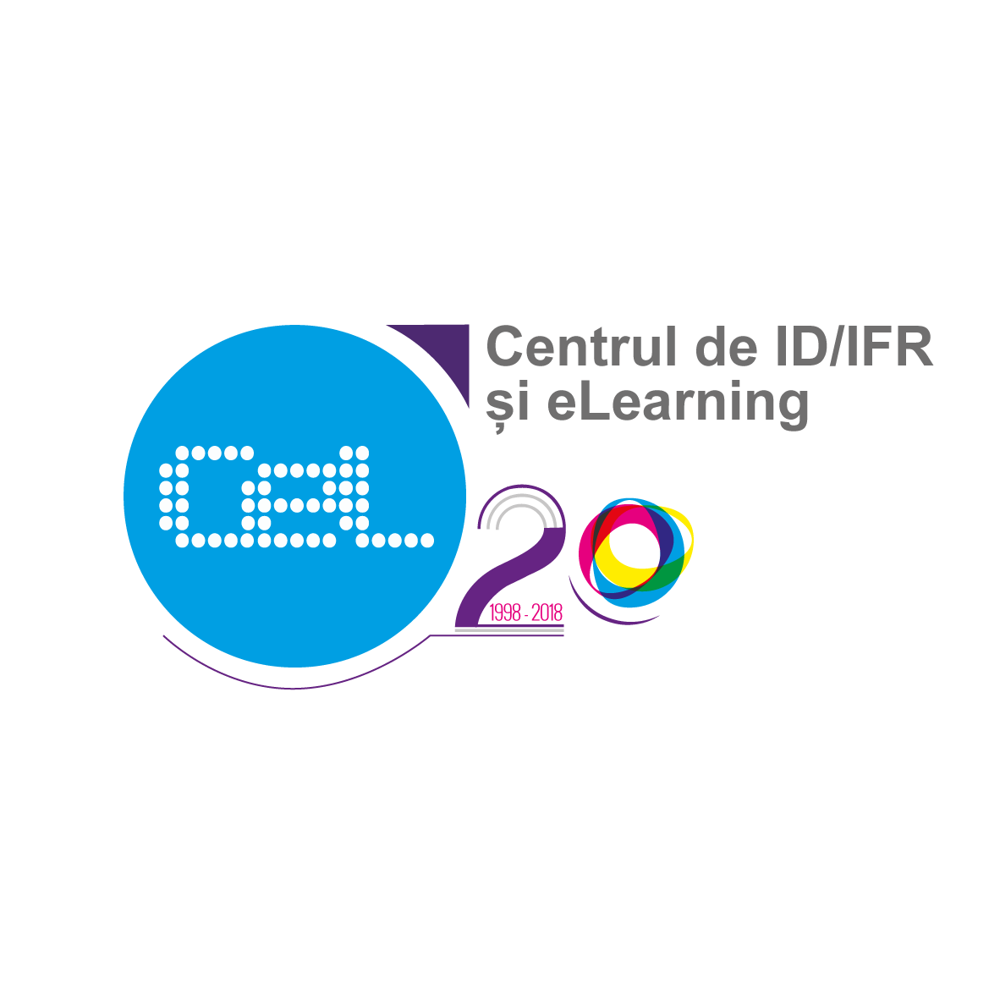 Centrul de ID/IFR
și eLearning
CeL
20
1998 - 2018